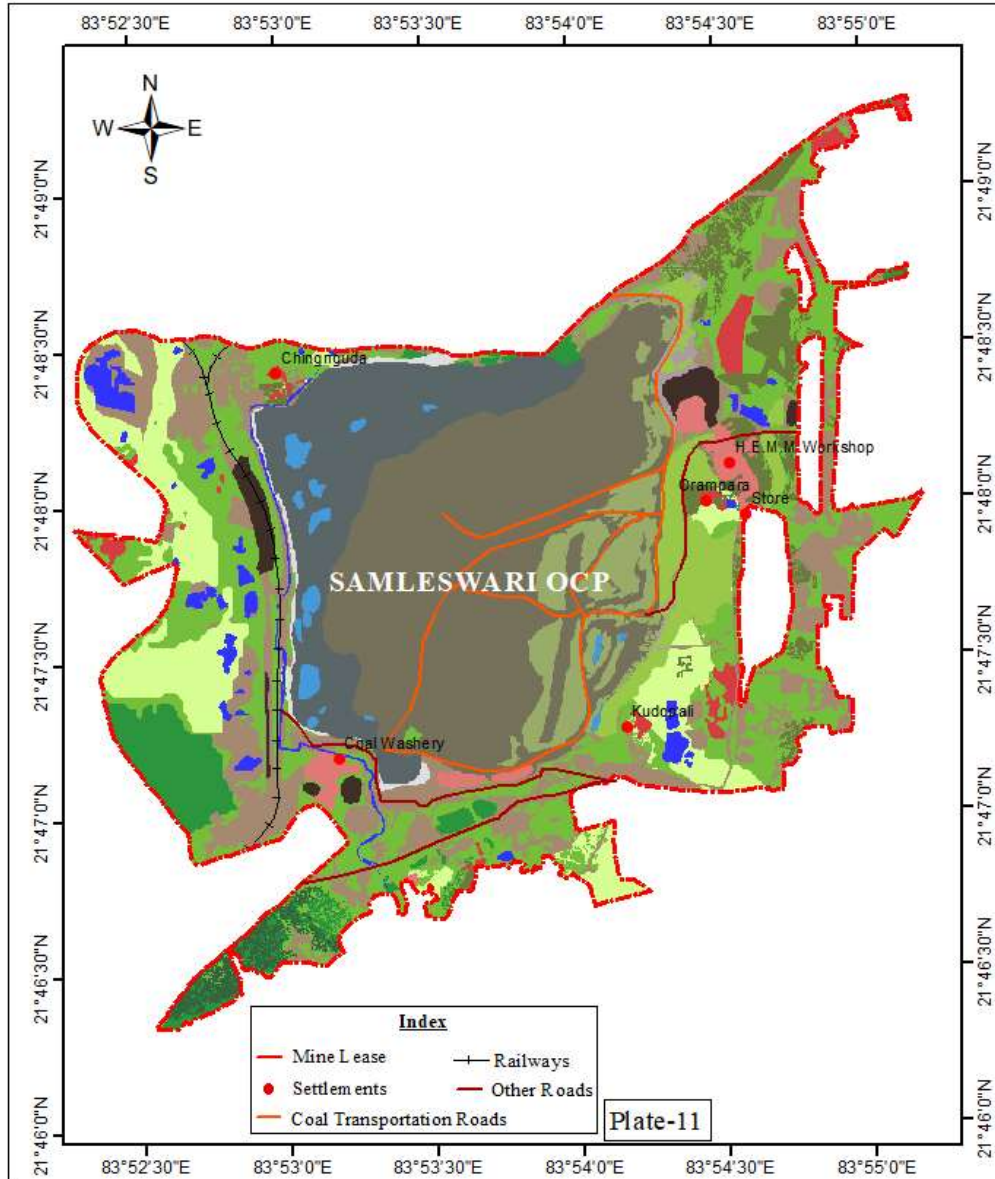 83°52'30"E 83°53'0"E 83°53'30"E 83°54'0"E 83°54'30"E 83°55'0"E
N
W E
S
21°49'0"N 21°49'0"N
21°48'30"N 21°48'30"N
Chingriguda
H.E.M.M. Workshop
Orampara
Store
21°48'0"N 21°48'0"N
SAMLESWARI OCP
21°47'30"N 21°47'30"N
Kudopali
Coal Washery
21°47'0"N 21°47'0"N
21°46'30"N 21°46'30"N
Index
Mine Lease Railways
Settlements Other Roads
Coal Transportation Roads
Plate-11
21°46'0"N 21°46'0"N
83°52'30"E 83°53'0"E 83°53'30"E 83°54'0"E 83°54'30"E 83°55'0"E